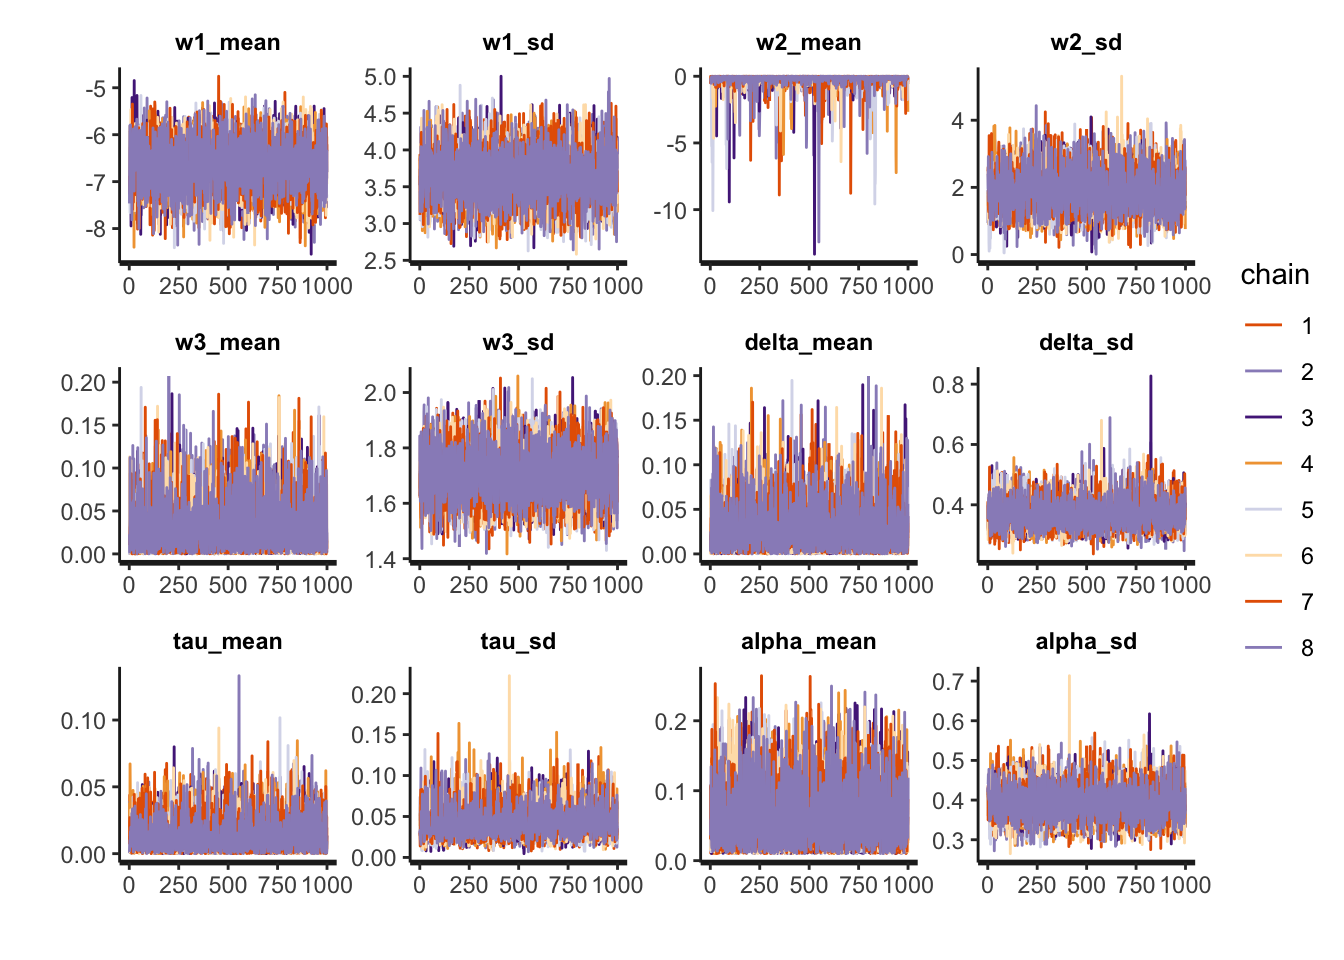 w1_mean w1_sd w2_mean w2_sd
-5 -6 -7 -8
5.0 4.5 4.0 3.5 3.0 2.5
0 -5 -10
4 2 0
0 250 500 750 1000 0 250 500 750 1000 0 250 500 750 1000 0 250 500 750 1000
w3_mean w3_sd delta_mean delta_sd
0.20 0.15 0.10 0.05 0.00
2.0 1.8 1.6 1.4
0.20 0.15 0.10 0.05 0.00
0.8 0.6 0.4
0 250 500 750 1000 0 250 500 750 1000 0 250 500 750 1000 0 250 500 750 1000
tau_mean tau_sd alpha_mean alpha_sd
0.10 0.05 0.00
0.20 0.15 0.10 0.05 0.00
0.2 0.1 0.0
0.7 0.6 0.5 0.4 0.3
0 250 500 750 1000 0 250 500 750 1000 0 250 500 750 1000 0 250 500 750 1000
chain
1
2
3
4
5
6
7
8